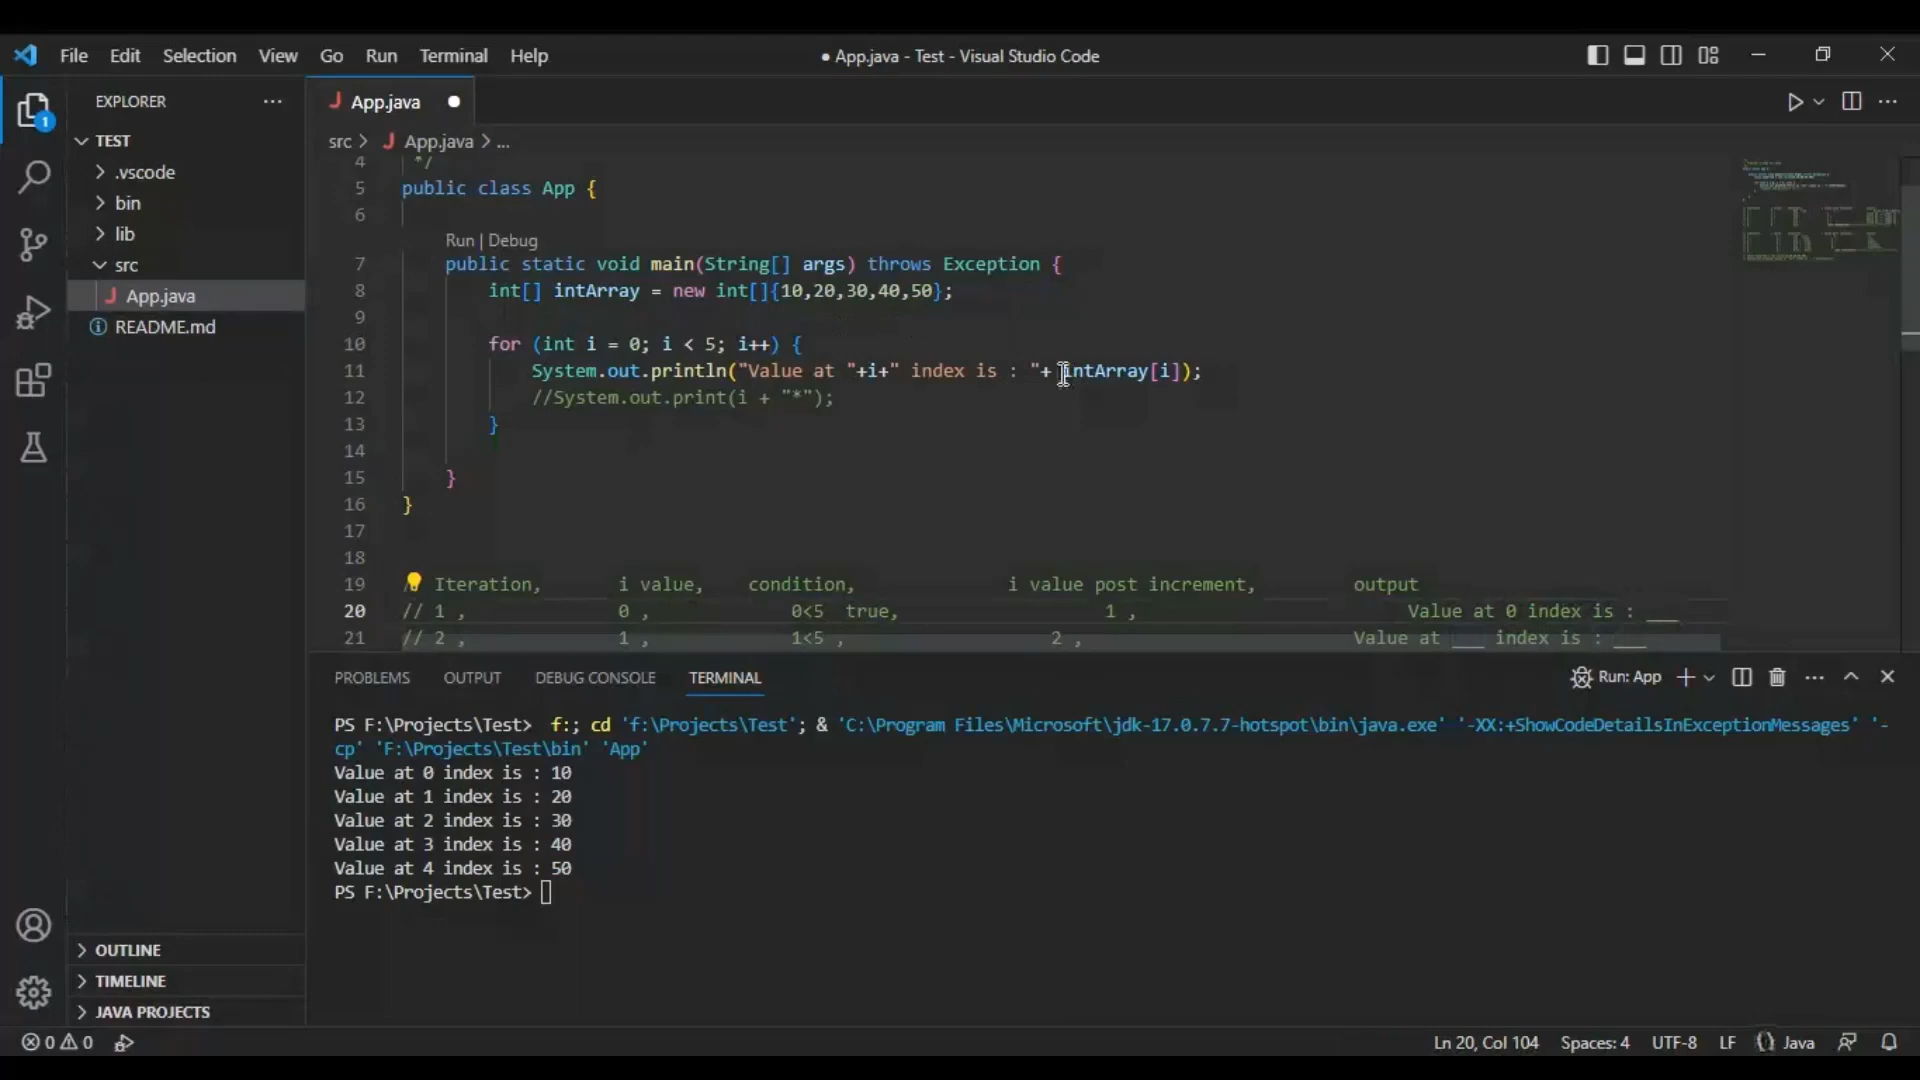 File Edit Selection View Go Run Terminal Help
● App.java - Test - Visual Studio Code
EXPLORER ...
App.java
TEST
src > App.java > ...
.vscode
bin
lib
src
App.java
README.md
1
4 */
5 public class App {
6
Run | Debug
7 public static void main(String[] args) throws Exception {
8 int[] intArray = new int[]{10,20,30,40,50};
9
10 for (int i = 0; i < 5; i++) {
11 System.out.println("Value at "+i+" index is : "+ intArray[i]);
12 //System.out.print(i + "*");
13 }
14
15 }
16 }
17
18
19 / Iteration, i value, condition, i value post increment, output
20 // 1 , 0 , 0<5 true, 1 , Value at 0 index is : ___
21 // 2 , 1 , 1<5 , 2 , Value at ___ index is : ___
PROBLEMS OUTPUT DEBUG CONSOLE TERMINAL
Run: App
PS F:\Projects\Test> f:; cd 'f:\Projects\Test'; & 'C:\Program Files\Microsoft\jdk-17.0.7.7-hotspot\bin\java.exe' '-XX:+ShowCodeDetailsInExceptionMessages' '-
cp' 'F:\Projects\Test\bin' 'App'
Value at 0 index is : 10
Value at 1 index is : 20
Value at 2 index is : 30
Value at 3 index is : 40
Value at 4 index is : 50
PS F:\Projects\Test>
OUTLINE
TIMELINE
JAVA PROJECTS
0 0
Ln 20, Col 104 Spaces: 4 UTF-8 LF {} Java